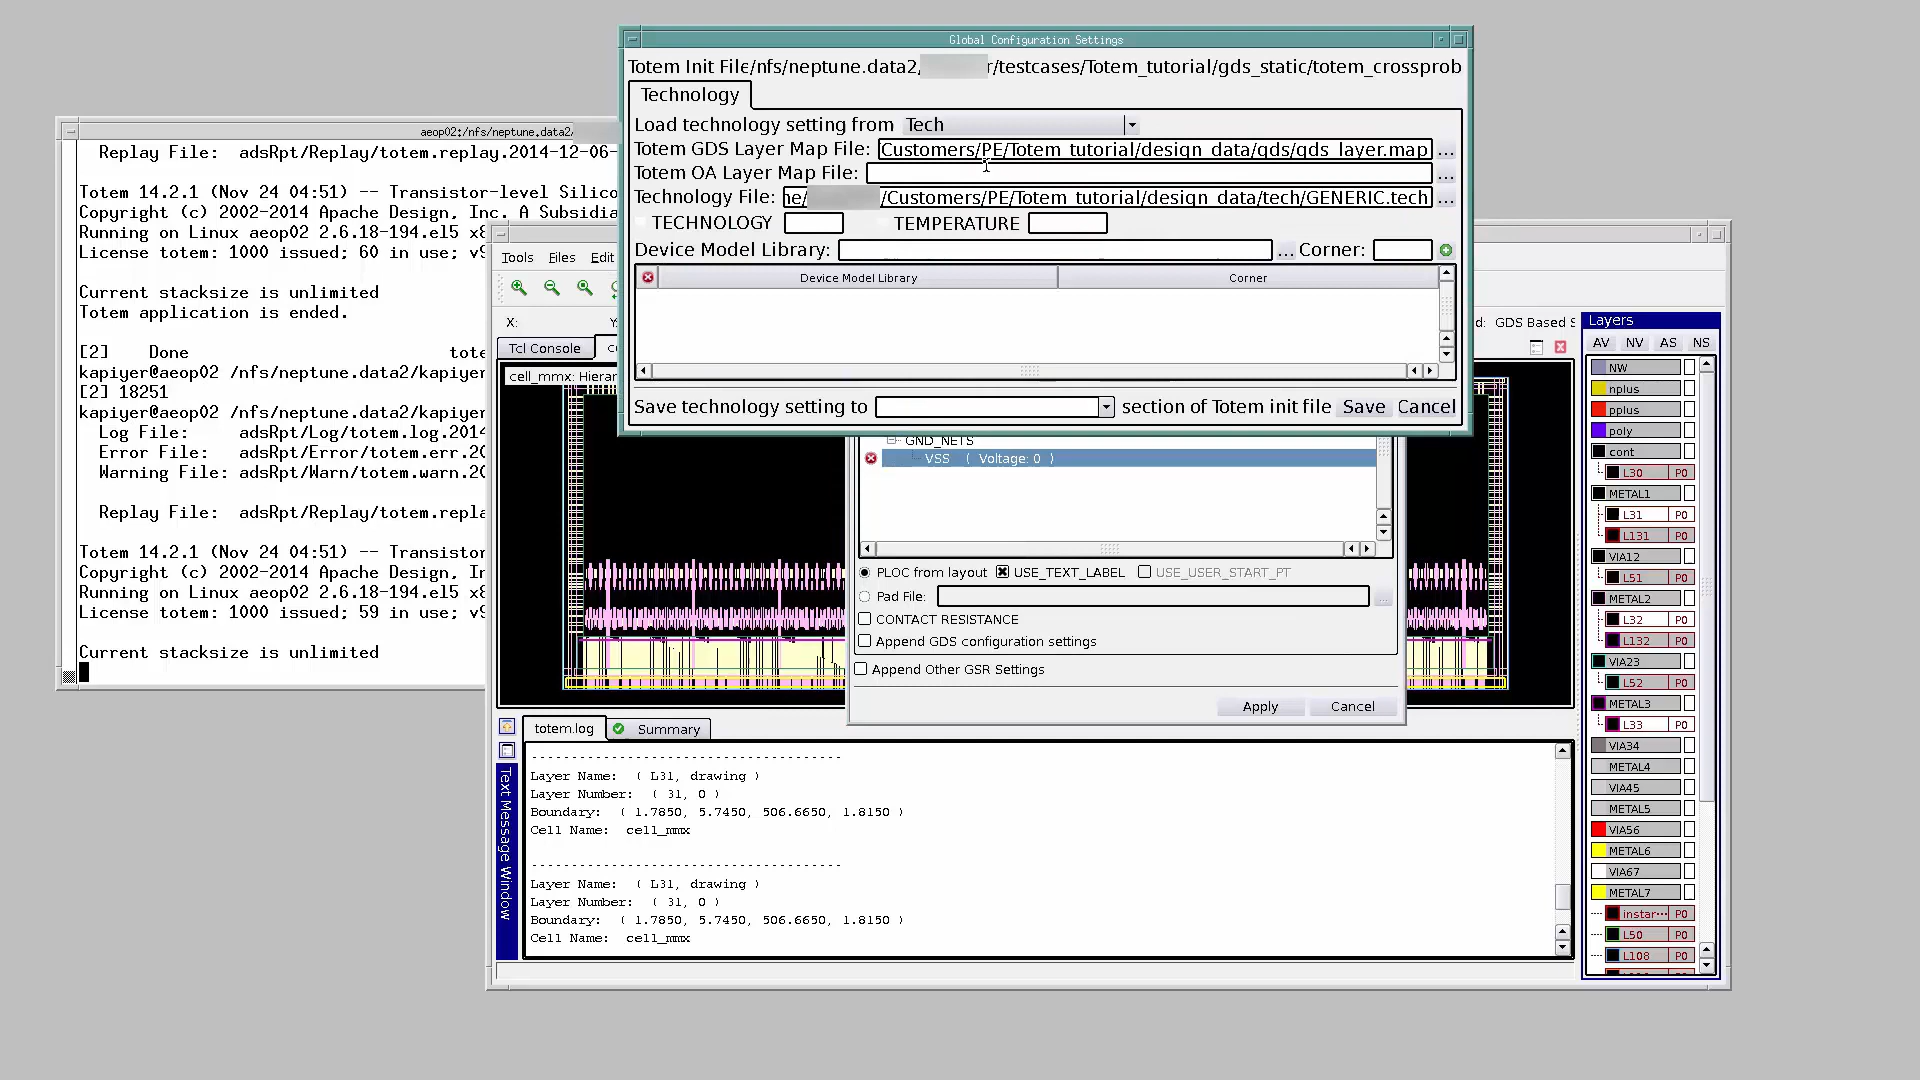 Global Configuration Settings
Totem Init File/nfs/neptune.data2/ r/testcases/Totem_tutorial/gds_static/totem_crossprob
Technology
Load technology setting from Tech
Totem GDS Layer Map File: Customers/PE/Totem_tutorial/design_data/gds/gds_layer.map ...
Totem OA Layer Map File: ...
Technology File: ne/ /Customers/PE/Totem_tutorial/design_data/tech/GENERIC.tech ...
TECHNOLOGY TEMPERATURE
Device Model Library: ... Corner:
Device Model Library Corner
Save technology setting to section of Totem init file Save Cancel
aeop02:/nfs/neptune.data2/
Replay File: adsRpt/Replay/totem.replay.2014-12-06-
Totem 14.2.1 (Nov 24 04:51) -- Transistor-level Silico
Copyright (c) 2002-2014 Apache Design, Inc. A Subsidia
Running on Linux aeop02 2.6.18-194.el5 x8
License totem: 1000 issued; 60 in use; v9
Current stacksize is unlimited
Totem application is ended.
[2] Done tote
kapiyer@aeop02 /nfs/neptune.data2/kapiyer
[2] 18251
kapiyer@aeop02 /nfs/neptune.data2/kapiyer
Log File: adsRpt/Log/totem.log.2014
Error File: adsRpt/Error/totem.err.20
Warning File: adsRpt/Warn/totem.warn.20
Replay File: adsRpt/Replay/totem.repla
Totem 14.2.1 (Nov 24 04:51) -- Transistor
Copyright (c) 2002-2014 Apache Design, In
Running on Linux aeop02 2.6.18-194.el5 x8
License totem: 1000 issued; 59 in use; v9
Current stacksize is unlimited
Tools Files Edit
X: Y
d: GDS Based S
Tcl Console
cell_mmx: Hierar
GND_NETS
VSS ( Voltage: 0 )
PLOC from layout USE_TEXT_LABEL USE_USER_START_PT
Pad File: ...
CONTACT RESISTANCE
Append GDS configuration settings
Append Other GSR Settings
Apply Cancel
totem.log Summary
Text Message Window
Layer Name: ( L31, drawing )
Layer Number: ( 31, 0 )
Boundary: ( 1.7850, 5.7450, 506.6650, 1.8150 )
Cell Name: cell_mmx
Layer Name: ( L31, drawing )
Layer Number: ( 31, 0 )
Boundary: ( 1.7850, 5.7450, 506.6650, 1.8150 )
Cell Name: cell_mmx
Layers
AV NV AS NS
NW
nplus
pplus
poly
cont
L30 P0
METAL1
L31 P0
L131 P0
VIA12
L51 P0
METAL2
L32 P0
L132 P0
VIA23
L52 P0
METAL3
L33 P0
VIA34
METAL4
VIA45
METAL5
VIA56
METAL6
VIA67
METAL7
instar... P0
L50 P0
L108 P0